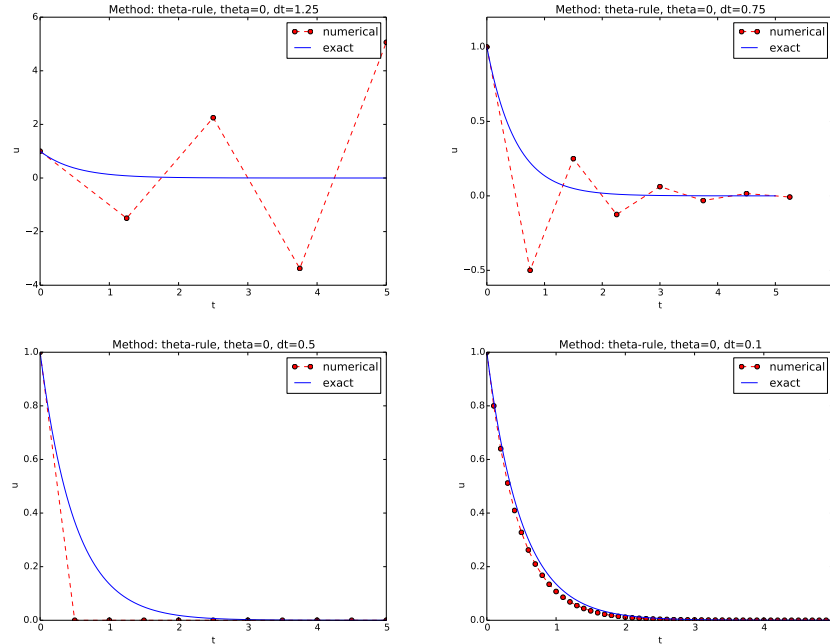 Method: theta-rule, theta=0, dt=1.25
6
4
2
0
−2
−4
u
0
1
2
3
4
5
t
numerical
exact
Method: theta-rule, theta=0, dt=0.75
1.0
0.5
0.0
−0.5
u
0
1
2
3
4
5
t
numerical
exact
Method: theta-rule, theta=0, dt=0.5
1.0
0.8
0.6
0.4
0.2
0.0
u
0
1
2
3
4
5
t
numerical
exact
Method: theta-rule, theta=0, dt=0.1
1.0
0.8
0.6
0.4
0.2
0.0
u
0
1
2
3
4
t
numerical
exact